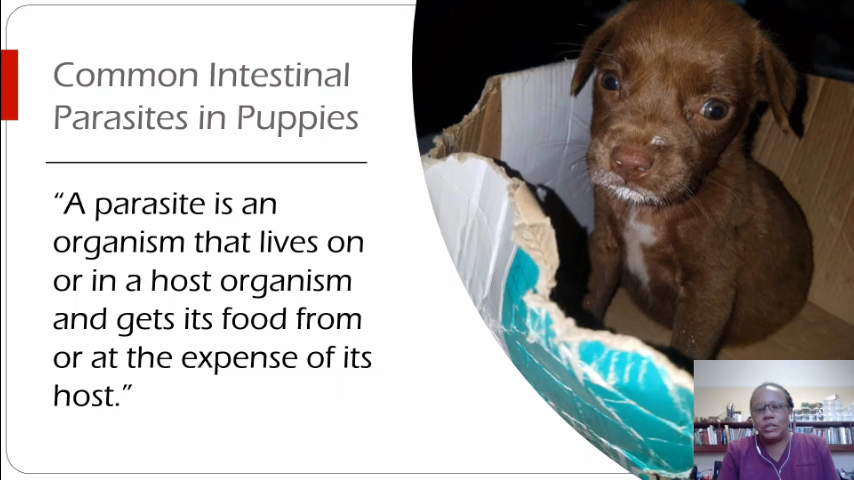 Common Intestinal
Parasites in Puppies
“A parasite is an
organism that lives on
or in a host organism
and gets its food from
or at the expense of its
host.”